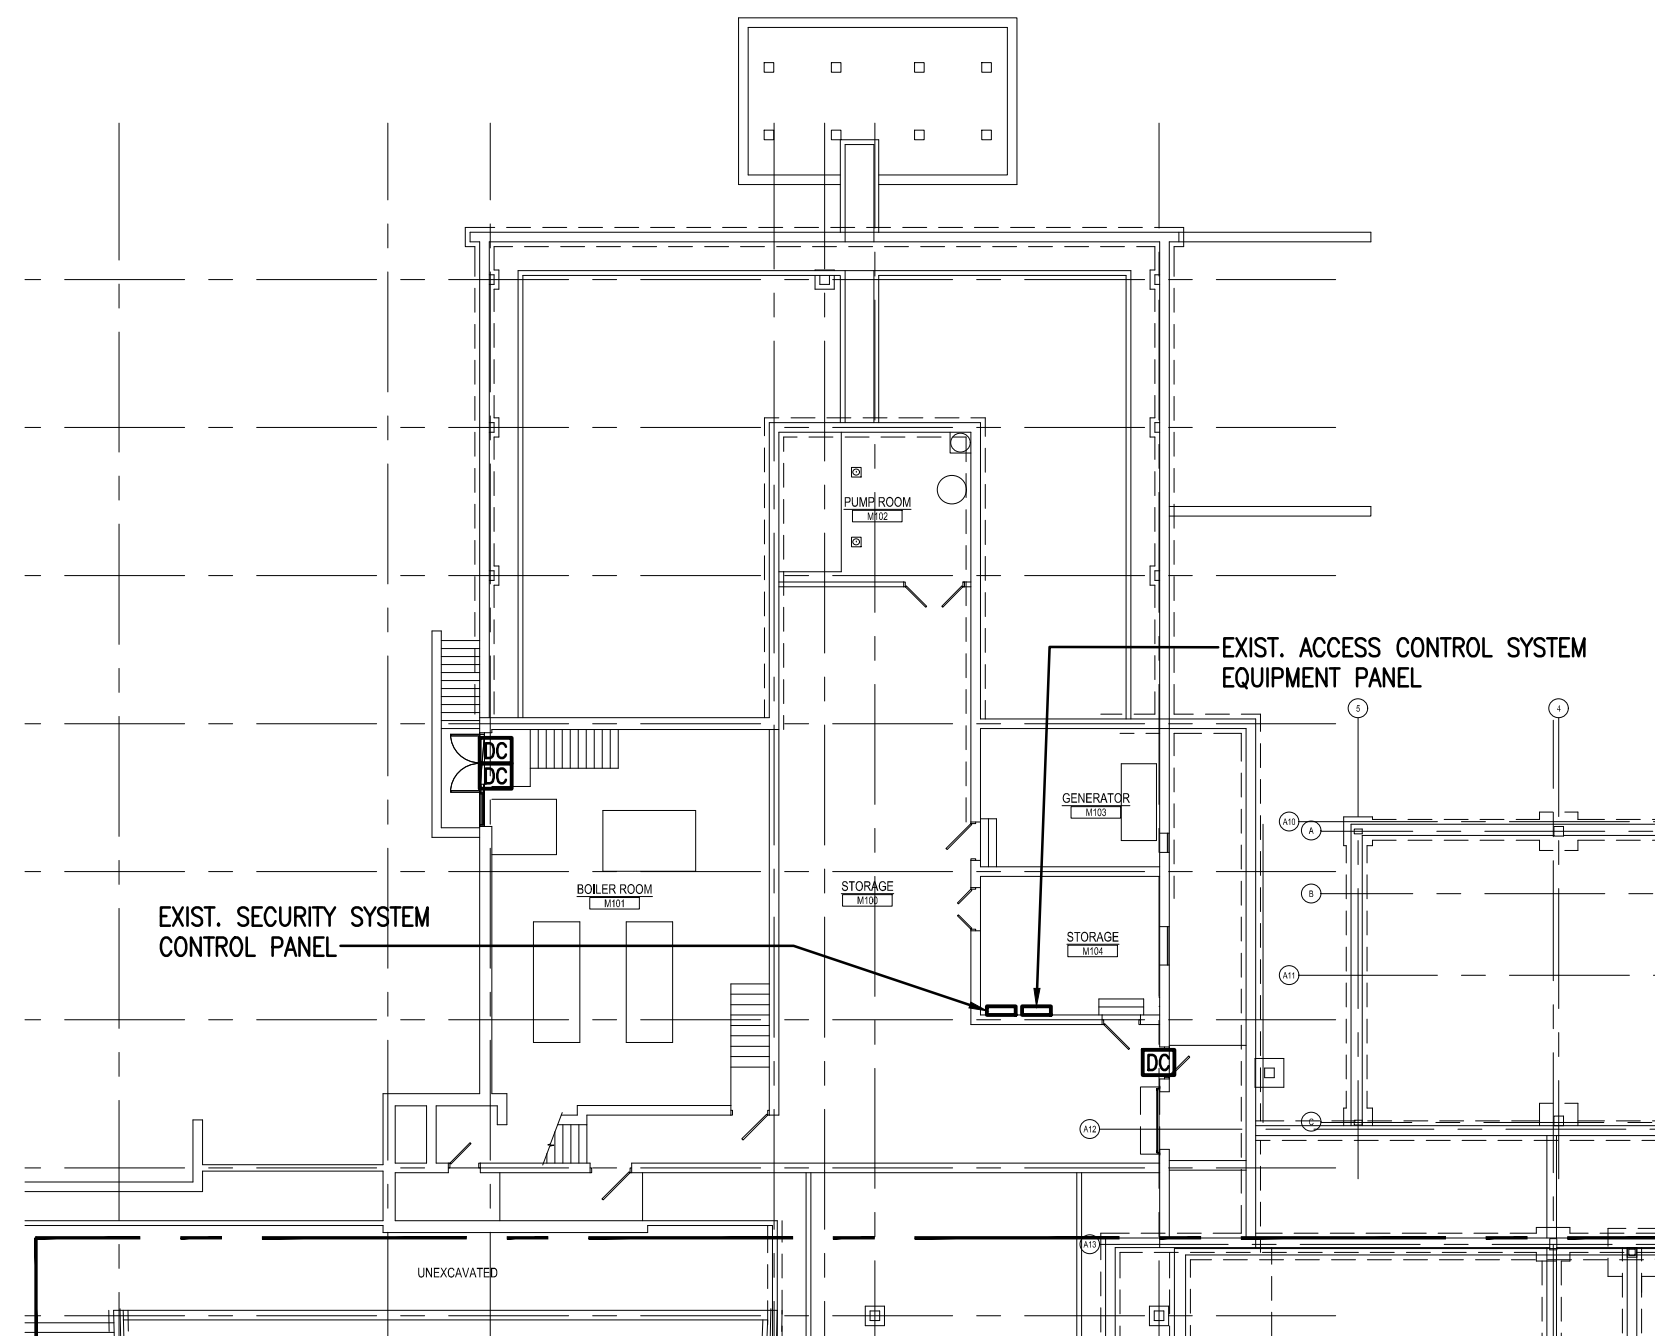 PUMP ROOM
M102
EXIST. ACCESS CONTROL SYSTEM
EQUIPMENT PANEL
5
4
DC
DC
GENERATOR
M103
A10
A
BOILER ROOM
M101
STORAGE
M100
B
EXIST. SECURITY SYSTEM
CONTROL PANEL
STORAGE
M104
A11
DC
A12
C
A13
UNEXCAVATED